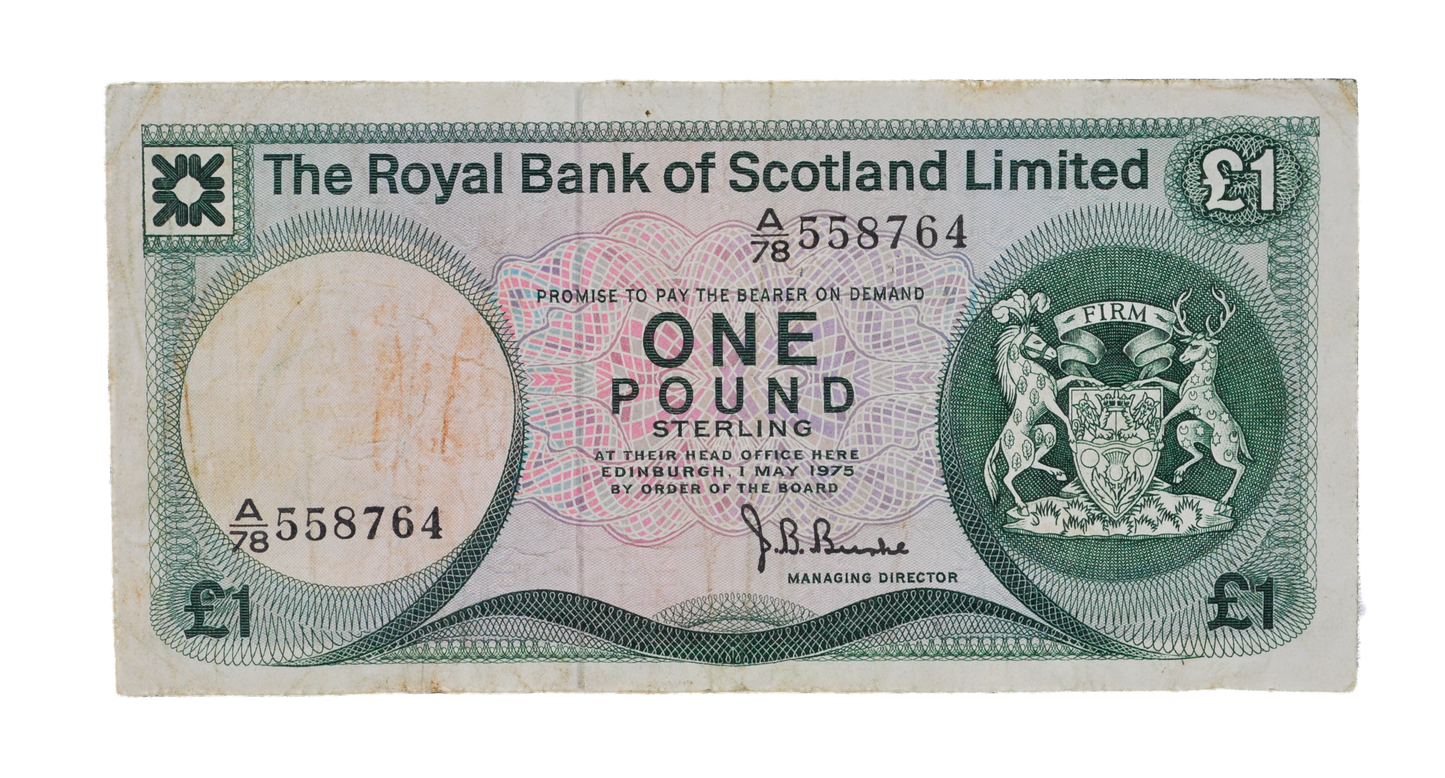 The Royal Bank of Scotland Limited
£1
A/78 558764
PROMISE TO PAY THE BEARER ON DEMAND
ONE
POUND
STERLING
AT THEIR HEAD OFFICE HERE
EDINBURGH, 1 MAY 1975
BY ORDER OF THE BOARD
J.B. Burke
MANAGING DIRECTOR
FIRM
A/78 558764
£1
£1